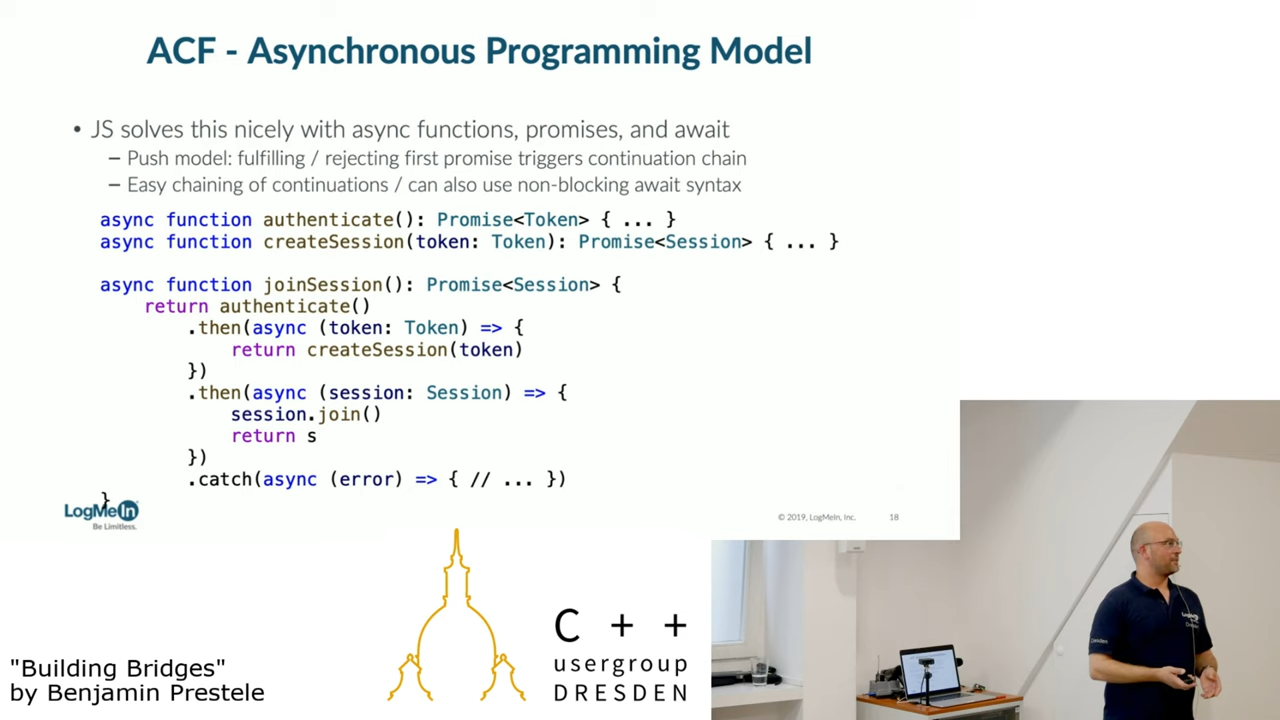 ACF - Asynchronous Programming Model
• JS solves this nicely with async functions, promises, and await
– Push model: fulfilling / rejecting first promise triggers continuation chain
– Easy chaining of continuations / can also use non-blocking await syntax
async function authenticate(): Promise<Token> { ... }
async function createSession(token: Token): Promise<Session> { ... }
async function joinSession(): Promise<Session> {
return authenticate()
.then(async (token: Token) => {
return createSession(token)
})
.then(async (session: Session) => {
session.join()
return s
})
.catch(async (error) => { // ... })
}
LogMeIn
Be Limitless.
© 2019, LogMeIn, Inc.
18
C + +
usergroup
DRESDEN
"Building Bridges"
by Benjamin Prestele
LogMeIn
Dresden